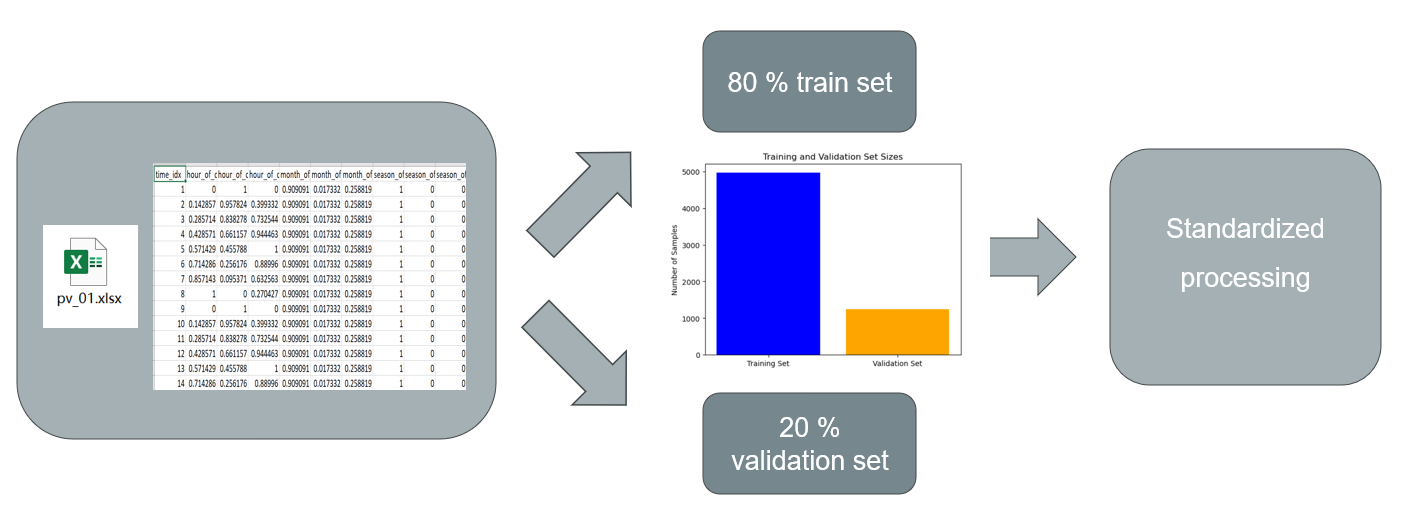 80 % train set
time_idx hour_of_c hour_of_c hour_of_c month_of month_of month_of season_of season_of season_of
1 0 1 0 0.909091 0.017332 0.258819 1 0 0
2 0.142857 0.957824 0.399332 0.909091 0.017332 0.258819 1 0 0
3 0.285714 0.838278 0.732544 0.909091 0.017332 0.258819 1 0 0
4 0.428571 0.661157 0.944463 0.909091 0.017332 0.258819 1 0 0
5 0.571429 0.455788 1 0.909091 0.017332 0.258819 1 0 0
6 0.714286 0.256176 0.88996 0.909091 0.017332 0.258819 1 0 0
7 0.857143 0.095371 0.632563 0.909091 0.017332 0.258819 1 0 0
8 1 0 0.270427 0.909091 0.017332 0.258819 1 0 0
9 0 1 0 0.909091 0.017332 0.258819 1 0 0
10 0.142857 0.957824 0.399332 0.909091 0.017332 0.258819 1 0 0
11 0.285714 0.838278 0.732544 0.909091 0.017332 0.258819 1 0 0
12 0.428571 0.661157 0.944463 0.909091 0.017332 0.258819 1 0 0
13 0.571429 0.455788 1 0.909091 0.017332 0.258819 1 0 0
14 0.714286 0.256176 0.88996 0.909091 0.017332 0.258819 1 0 0
X
pv_01.xlsx
Training and Validation Set Sizes
Number of Samples
5000
4000
3000
2000
1000
0
Training Set
Validation Set
20 %
validation set
Standardized
processing